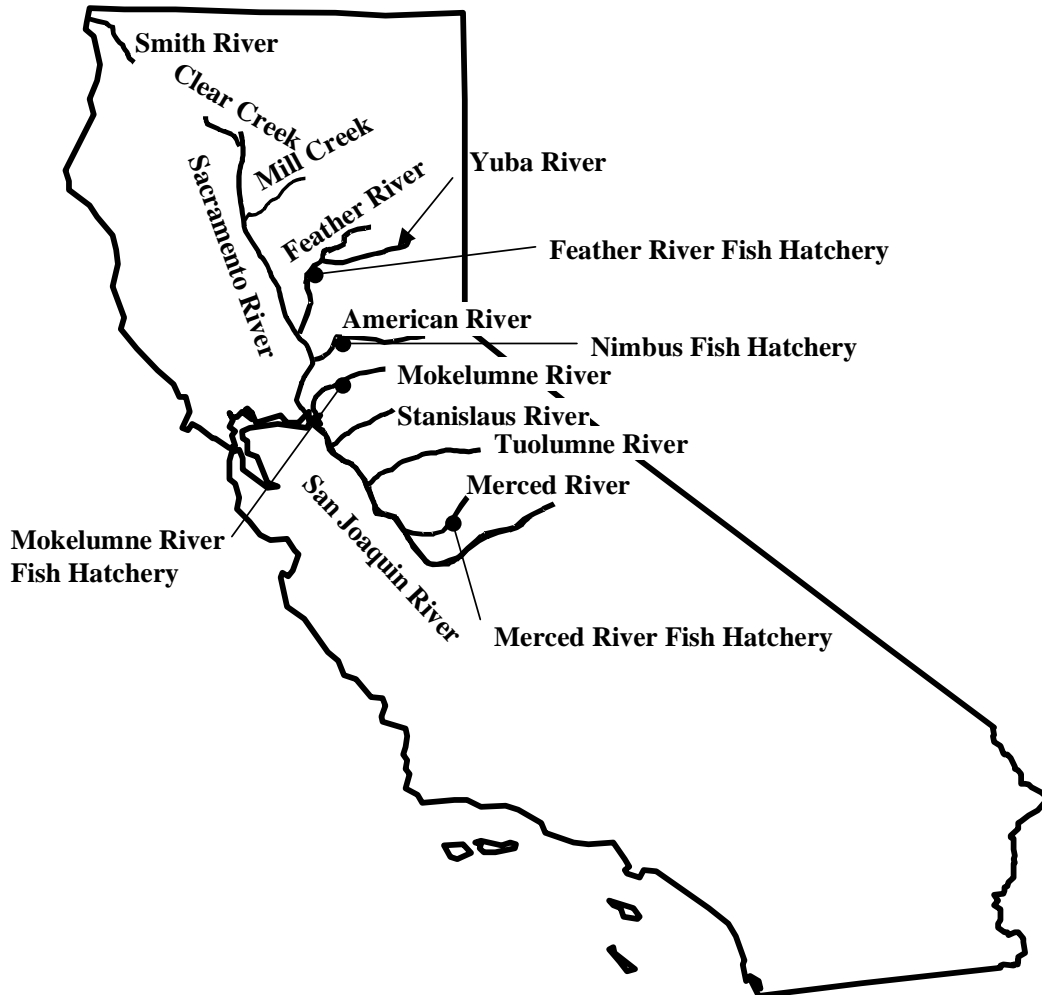 Smith River
Clear Creek
Mill Creek
Sacramento River
Feather River
Yuba River
Feather River Fish Hatchery
American River
Nimbus Fish Hatchery
Mokelumne River
Stanislaus River
Tuolumne River
Merced River
San Joaquin River
Mokelumne River
Fish Hatchery
Merced River Fish Hatchery